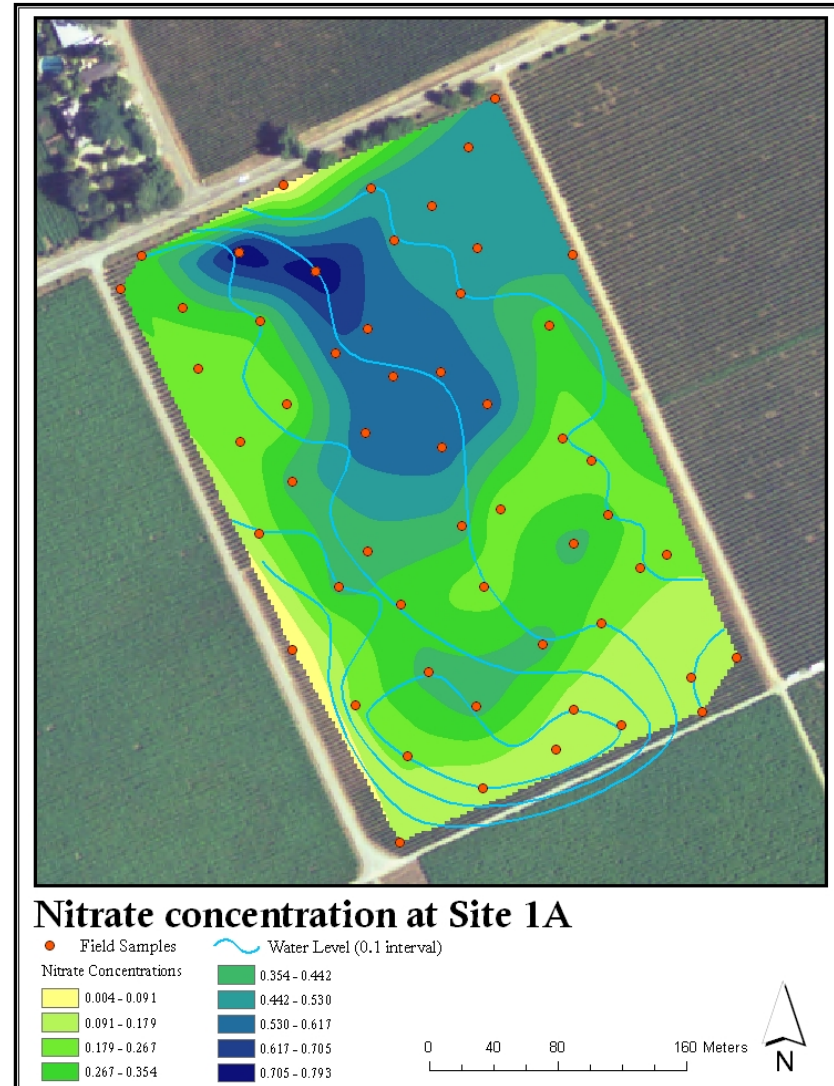 Nitrate concentration at Site 1A
Field Samples
Water Level (0.1 interval)
Nitrate Concentrations
0.004 - 0.091
0.091 - 0.179
0.179 - 0.267
0.267 - 0.354
0.354 - 0.442
0.442 - 0.530
0.530 - 0.617
0.617 - 0.705
0.705 - 0.793
0 40 80 160 Meters
N